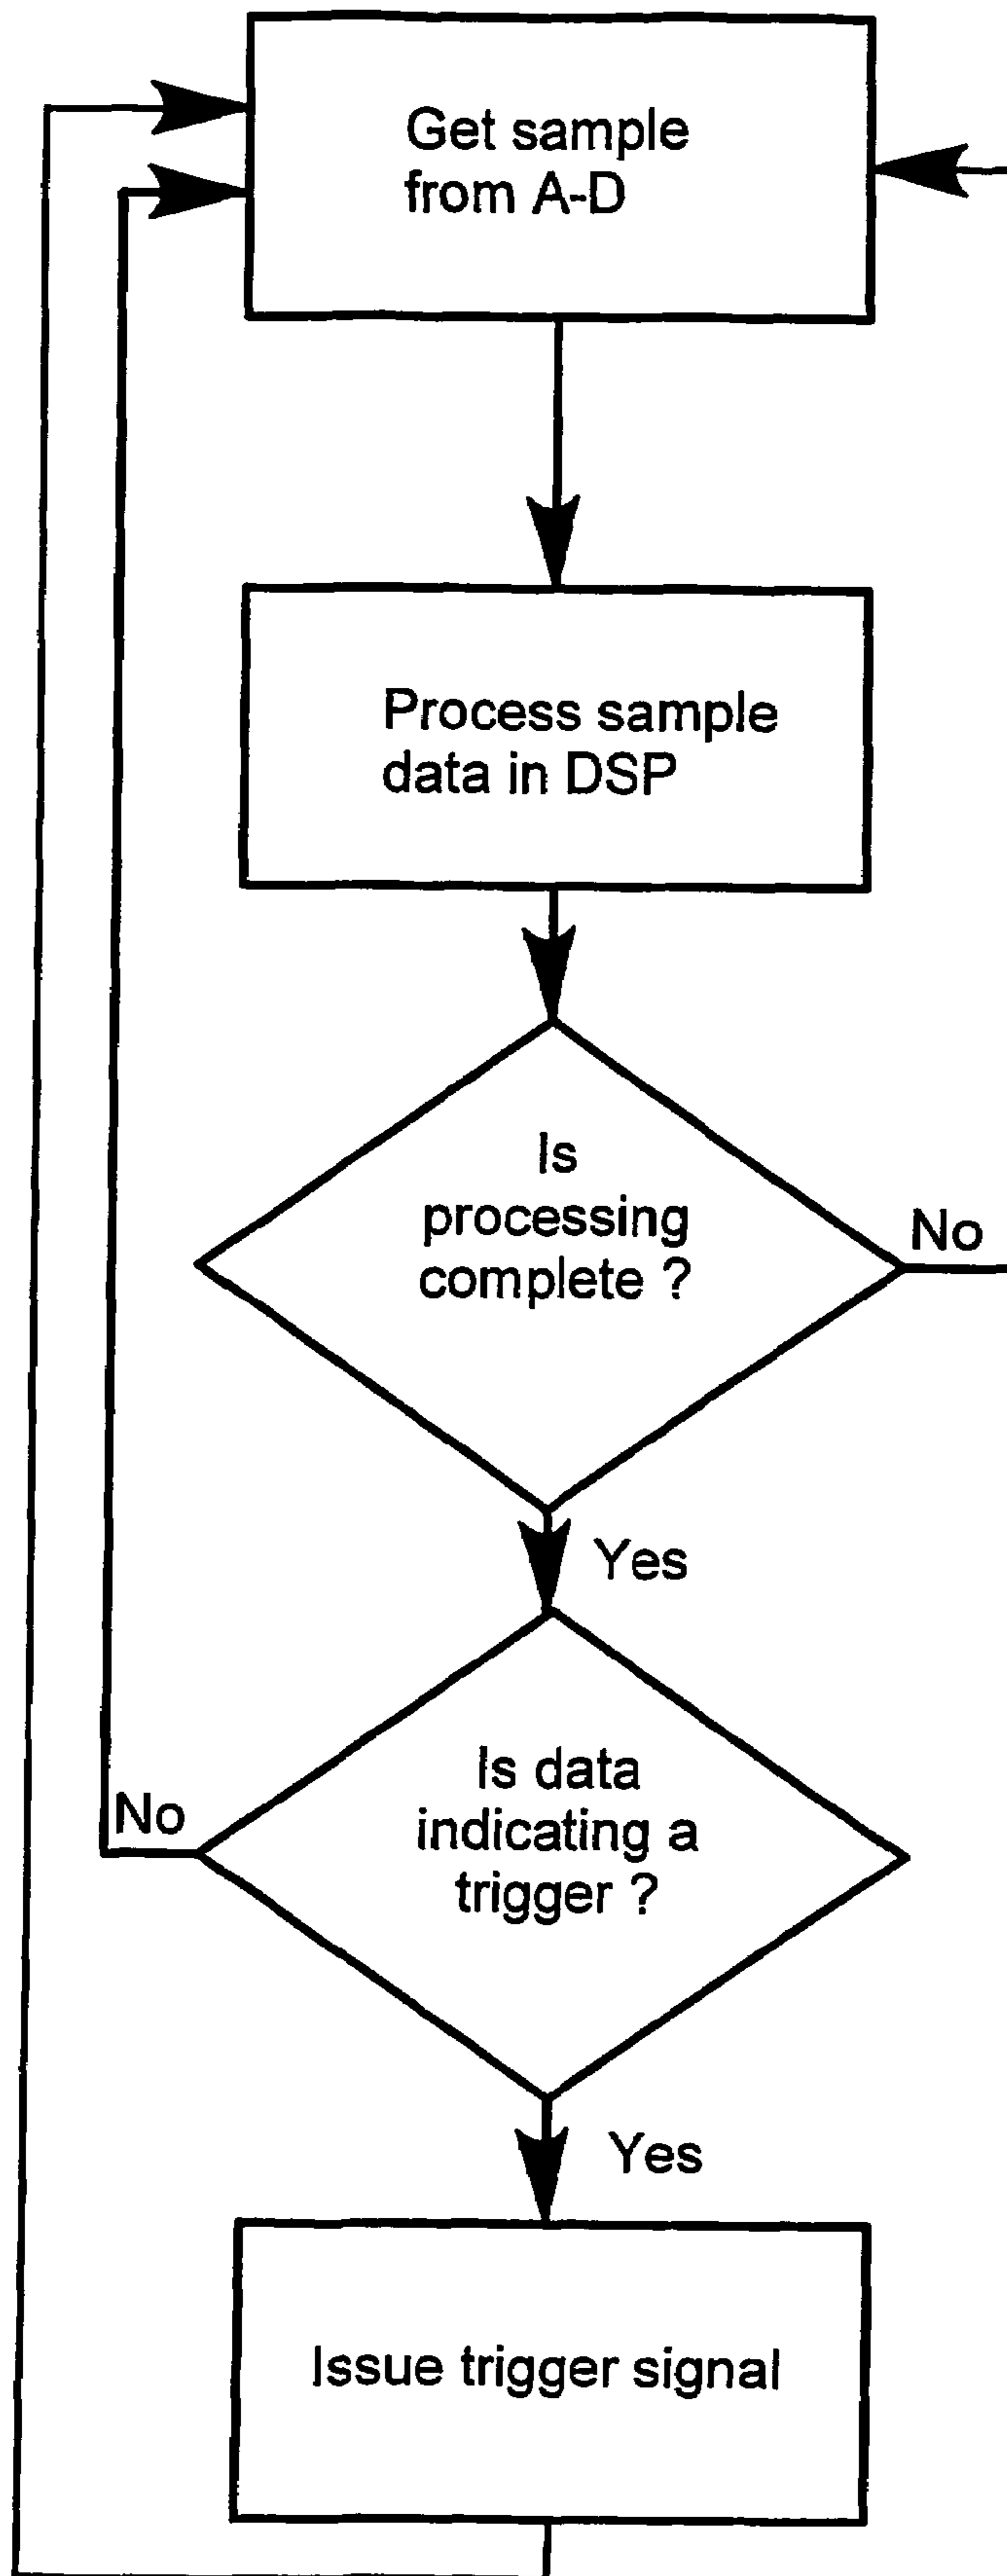 Get sample
from A-D
Process sample
data in DSP
Is
processing
complete ?
No
Yes
Is data
indicating a
trigger ?
No
Yes
Issue trigger signal